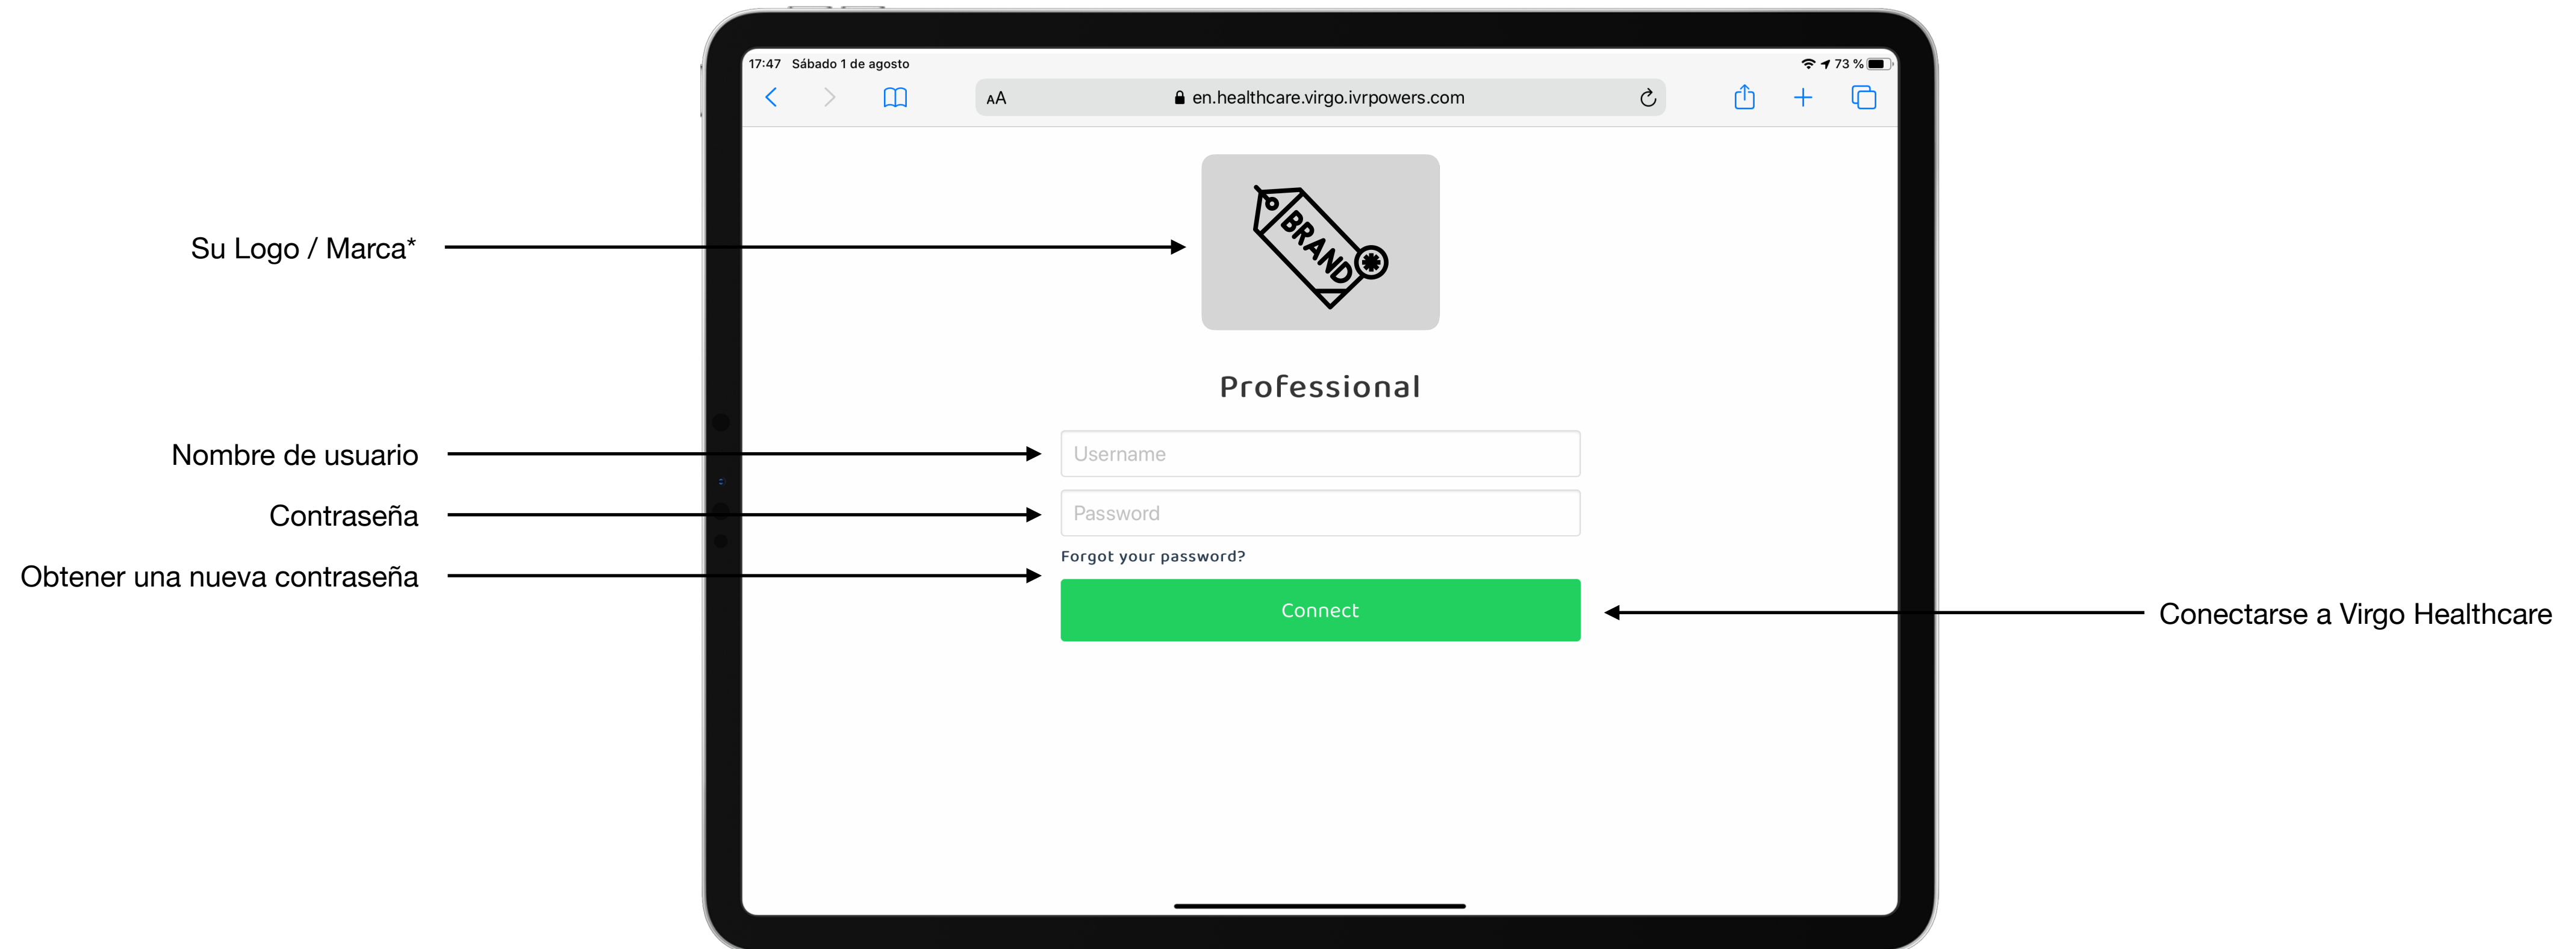 17:47 Sábado 1 de agosto
73 %
AA
en.healthcare.virgo.ivrpowers.com
BRAND
Su Logo / Marca*
Professional
Nombre de usuario
Username
Contraseña
Password
Forgot your password?
Obtener una nueva contraseña
Connect
Conectarse a Virgo Healthcare